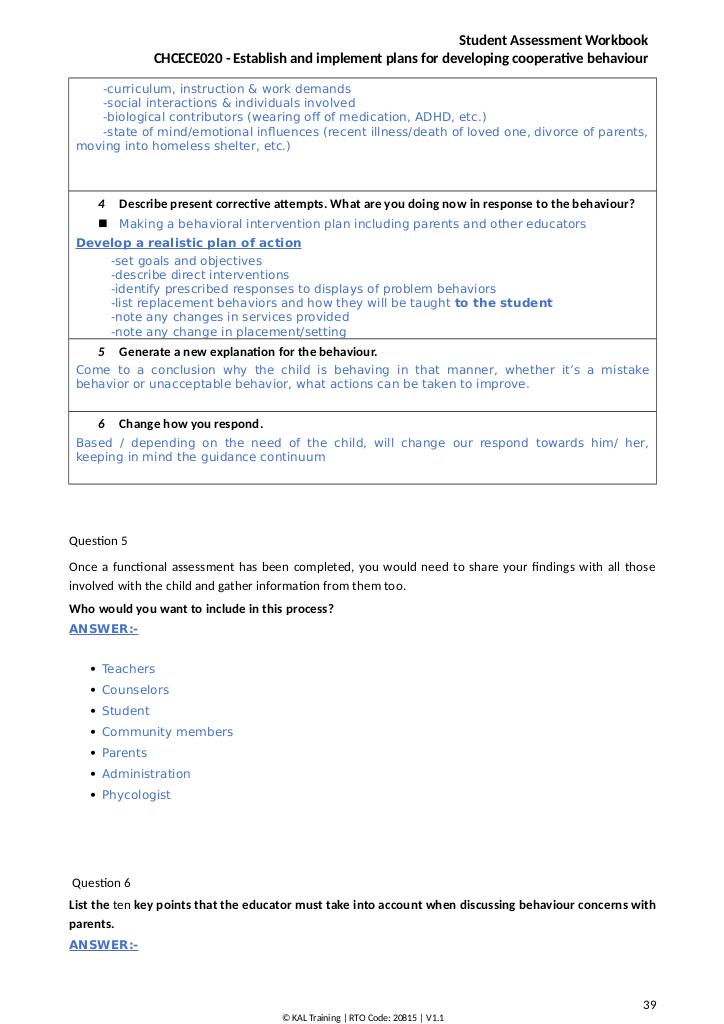 Student Assessment Workbook
CHCECE020 - Establish and implement plans for developing cooperative behaviour
-curriculum, instruction & work demands
-social interactions & individuals involved
-biological contributors (wearing off of medication, ADHD, etc.)
-state of mind/emotional influences (recent illness/death of loved one, divorce of parents,
moving into homeless shelter, etc.)
4 Describe present corrective attempts. What are you doing now in response to the behaviour?
■ Making a behavioral intervention plan including parents and other educators
Develop a realistic plan of action
-set goals and objectives
-describe direct interventions
-identify prescribed responses to displays of problem behaviors
-list replacement behaviors and how they will be taught to the student
-note any changes in services provided
-note any change in placement/setting
5 Generate a new explanation for the behaviour.
Come to a conclusion why the child is behaving in that manner, whether it's a mistake
behavior or unacceptable behavior, what actions can be taken to improve.
6 Change how you respond.
Based / depending on the need of the child, will change our respond towards him/ her,
keeping in mind the guidance continuum
Question 5
Once a functional assessment has been completed, you would need to share your findings with all those
involved with the child and gather information from them too.
Who would you want to include in this process?
ANSWER:-
• Teachers
• Counselors
• Student
• Community members
• Parents
• Administration
• Phycologist
Question 6
List the ten key points that the educator must take into account when discussing behaviour concerns with
parents.
ANSWER:-
39
© KAL Training | RTO Code: 20815 | V1.1